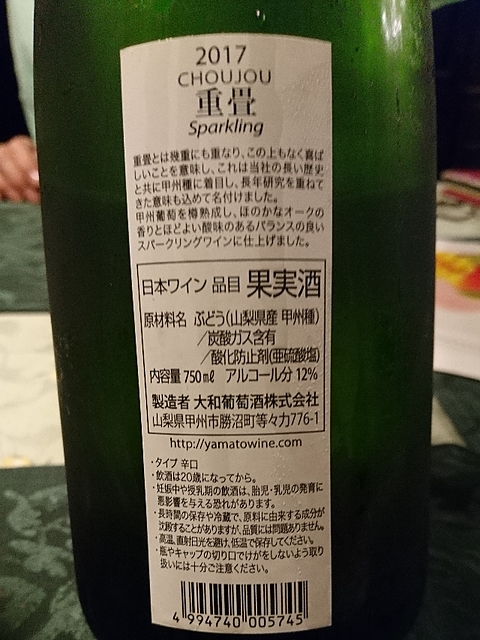 2017
CHOUJOU
重畳
Sparkling
重畳とは幾重にも重なり、この上もなく喜ば
しいことを意味し、これは当社の長い歴史
と共に甲州種に着目し、長年研究を重ねて
きた意味も込めて名付けました。
甲州葡萄を樽熟成し、ほのかなオークの
香りとほどよい酸味のあるバランスの良い
スパークリングワインに仕上げました。
日本ワイン 品目 果実酒
原材料名 ぶどう(山梨県産 甲州種)
/炭酸ガス含有
/酸化防止剤(亜硫酸塩)
内容量 750㎖ アルコール分 12%
製造者 大和葡萄酒株式会社
山梨県甲州市勝沼町等々力776-1
http://yamatowine.com
・タイプ 辛口
・飲酒は20歳になってから。
・妊娠中や授乳期の飲酒は、胎児・乳児の発育に
悪影響を与える恐れがあります。
・長時間の保存や冷蔵で、原料に由来する成分が
沈殿することがありますが、品質には問題ありません。
・高温、直射日光を避け、低温で保存してください。
・瓶やキャップの切り口でけがをしないよう取り
扱いには十分ご注意ください。
4 994740 005745